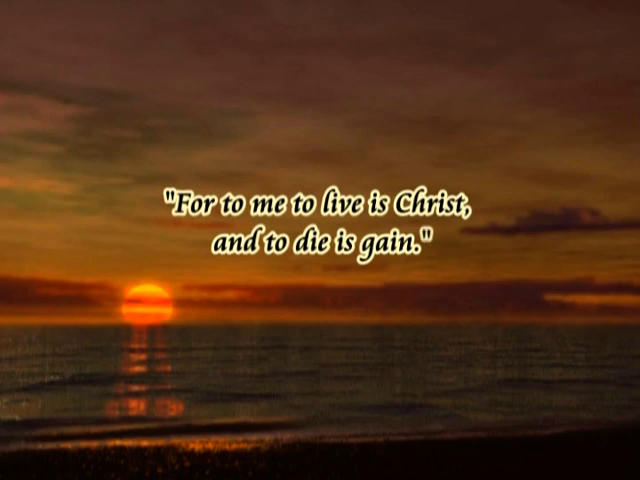 "For to me to live is Christ,
and to die is gain."